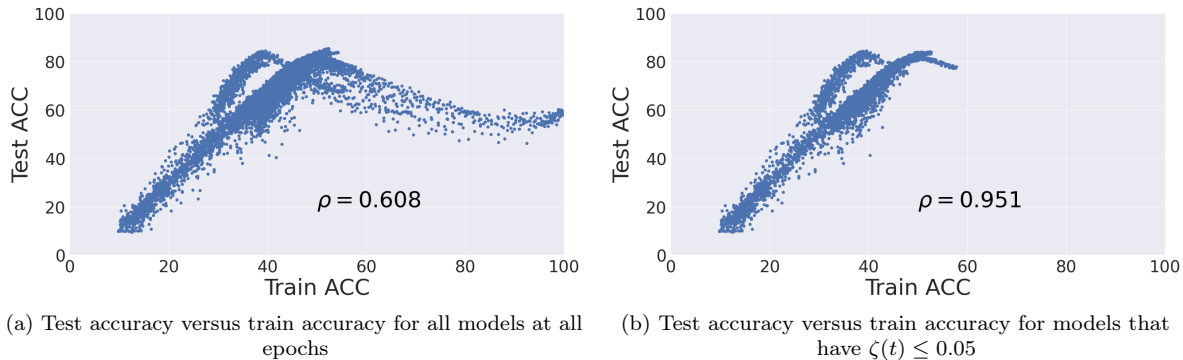 100
80
60
40
20
0
Test ACC
ρ = 0.608
0 20 40 60 80 100
Train ACC
(a) Test accuracy versus train accuracy for all models at all
epochs
100
80
60
40
20
0
Test ACC
ρ = 0.951
0 20 40 60 80 100
Train ACC
(b) Test accuracy versus train accuracy for models that
have ζ(t) ≤ 0.05